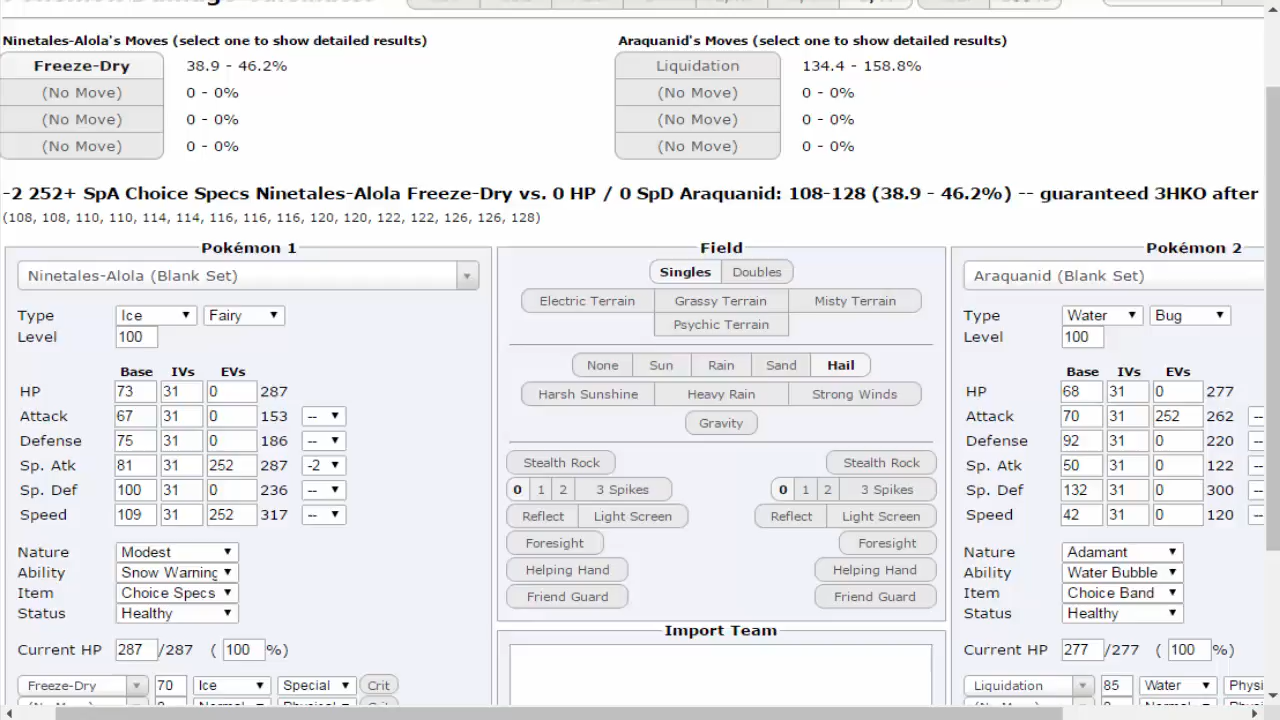 Ninetales-Alola's Moves (select one to show detailed results)
Freeze-Dry 38.9 - 46.2%
(No Move) 0 - 0%
(No Move) 0 - 0%
(No Move) 0 - 0%
Araquanid's Moves (select one to show detailed results)
Liquidation 134.4 - 158.8%
(No Move) 0 - 0%
(No Move) 0 - 0%
(No Move) 0 - 0%
-2 252+ SpA Choice Specs Ninetales-Alola Freeze-Dry vs. 0 HP / 0 SpD Araquanid: 108-128 (38.9 - 46.2%) -- guaranteed 3HKO after
(108, 108, 110, 110, 114, 114, 116, 116, 116, 120, 120, 122, 122, 126, 126, 128)
Pokémon 1
Ninetales-Alola (Blank Set)
Type Ice Fairy
Level 100
Base IVs EVs
HP 73 31 0 287
Attack 67 31 0 153 --
Defense 75 31 0 186 --
Sp. Atk 81 31 252 287 -2
Sp. Def 100 31 0 236 --
Speed 109 31 252 317 --
Nature Modest
Ability Snow Warning
Item Choice Specs
Status Healthy
Current HP 287 /287 ( 100 %)
Freeze-Dry 70 Ice Special Crit
Field
Singles Doubles
Electric Terrain Grassy Terrain Misty Terrain
Psychic Terrain
None Sun Rain Sand Hail
Harsh Sunshine Heavy Rain Strong Winds
Gravity
Stealth Rock Stealth Rock
0 1 2 3 Spikes 0 1 2 3 Spikes
Reflect Light Screen Reflect Light Screen
Foresight Foresight
Helping Hand Helping Hand
Friend Guard Friend Guard
Import Team
Pokémon 2
Araquanid (Blank Set)
Type Water Bug
Level 100
Base IVs EVs
HP 68 31 0 277
Attack 70 31 252 262 --
Defense 92 31 0 220 --
Sp. Atk 50 31 0 122 --
Sp. Def 132 31 0 300 --
Speed 42 31 0 120 --
Nature Adamant
Ability Water Bubble
Item Choice Band
Status Healthy
Current HP 277 /277 ( 100 %)
Liquidation 85 Water Physi